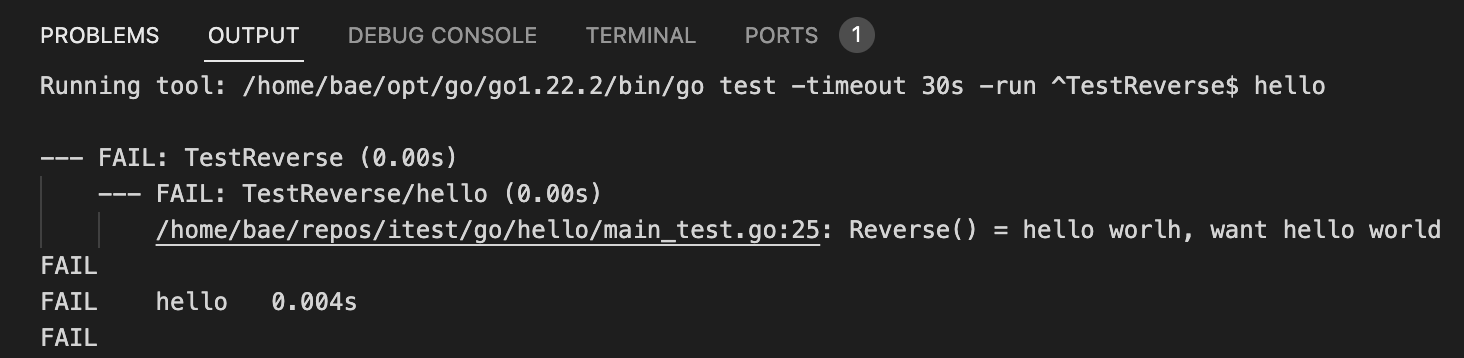 PROBLEMS OUTPUT DEBUG CONSOLE TERMINAL PORTS 1
Running tool: /home/bae/opt/go/go1.22.2/bin/go test -timeout 30s -run ^TestReverse$ hello
--- FAIL: TestReverse (0.00s)
--- FAIL: TestReverse/hello (0.00s)
/home/bae/repos/itest/go/hello/main_test.go:25: Reverse() = hello worlh, want hello world
FAIL
FAIL hello 0.004s
FAIL